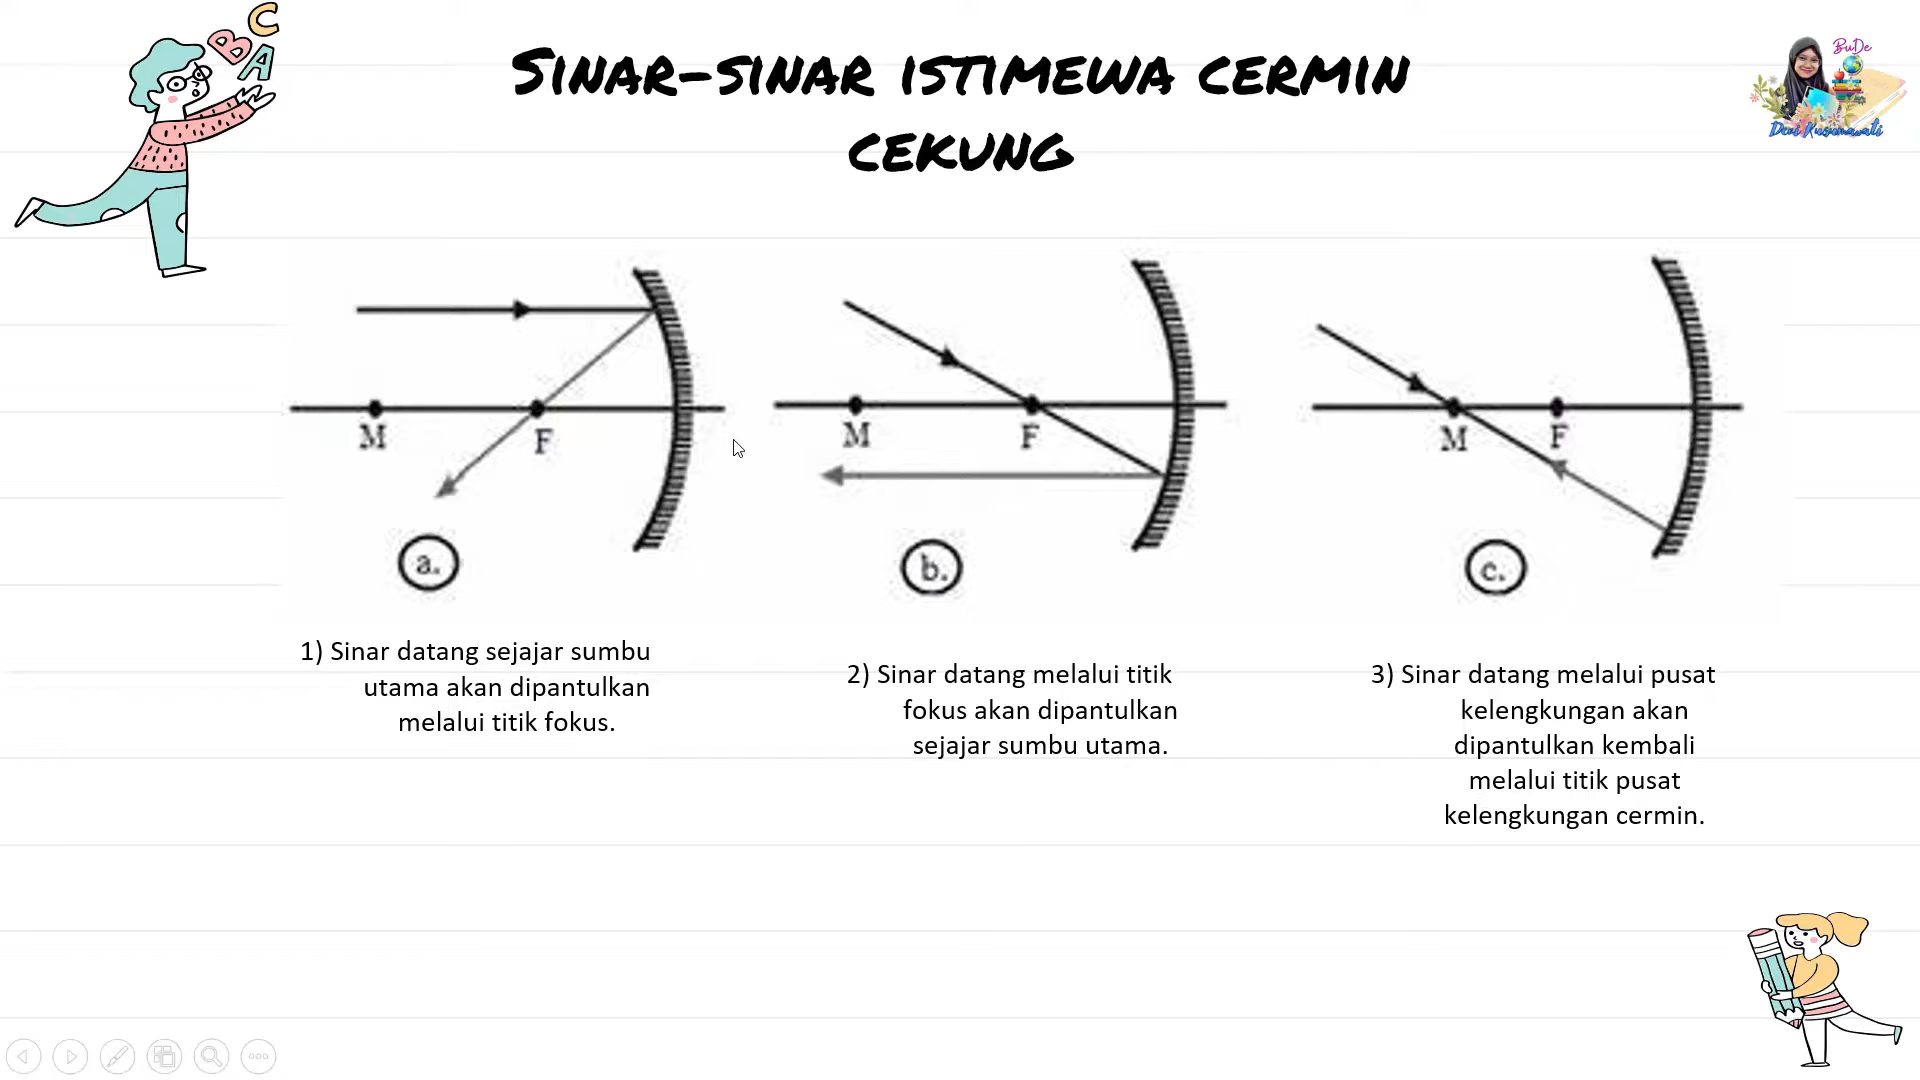 B C A
Sinar-sinar istimewa cermin
cekung
BuDe
Devi Kusumawati
M F
M F
M F
a.
b.
c.
1) Sinar datang sejajar sumbu
utama akan dipantulkan
melalui titik fokus.
2) Sinar datang melalui titik
fokus akan dipantulkan
sejajar sumbu utama.
3) Sinar datang melalui pusat
kelengkungan akan
dipantulkan kembali
melalui titik pusat
kelengkungan cermin.